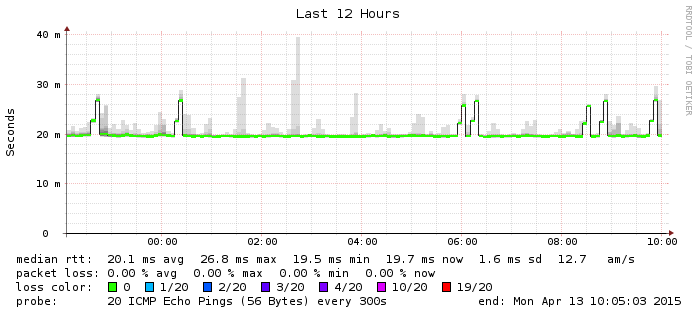 Last 12 Hours
RRDTOOL / TOBI OETIKER
Seconds
40 m
30 m
20 m
10 m
0
00:00 02:00 04:00 06:00 08:00 10:00
median rtt: 20.1 ms avg 26.8 ms max 19.5 ms min 19.7 ms now 1.6 ms sd 12.7 am/s
packet loss: 0.00 % avg 0.00 % max 0.00 % min 0.00 % now
loss color: 0 1/20 2/20 3/20 4/20 10/20 19/20
probe: 20 ICMP Echo Pings (56 Bytes) every 300s end: Mon Apr 13 10:05:03 2015